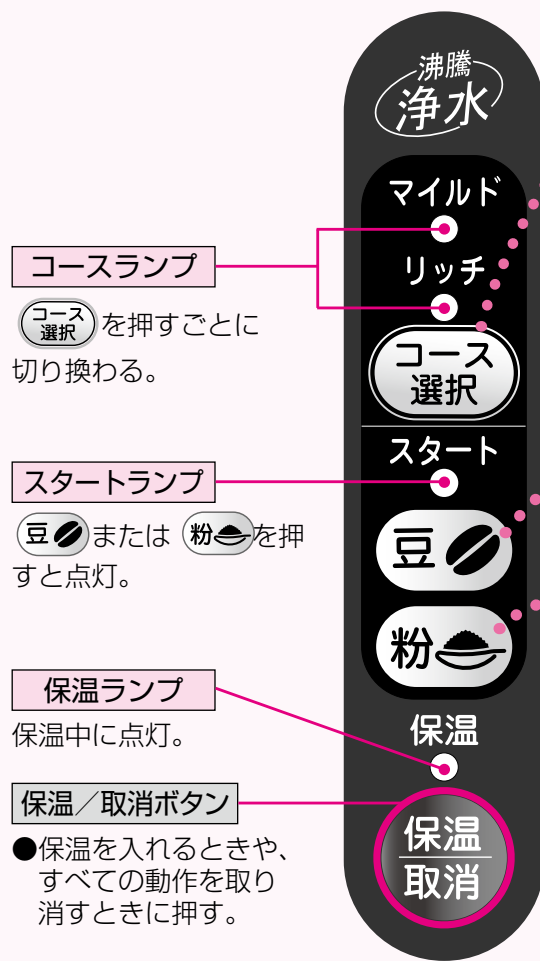 コースランプ
コース
選択
を押すごとに
切り換わる。
スタートランプ
豆または 粉を押
すと点灯。
保温ランプ
保温中に点灯。
保温／取消ボタン
●保温を入れるときや、
すべての動作を取り
消すときに押す。
沸騰
浄水
マイルド
リッチ
コース
選択
スタート
豆
粉
保温
保温
取消